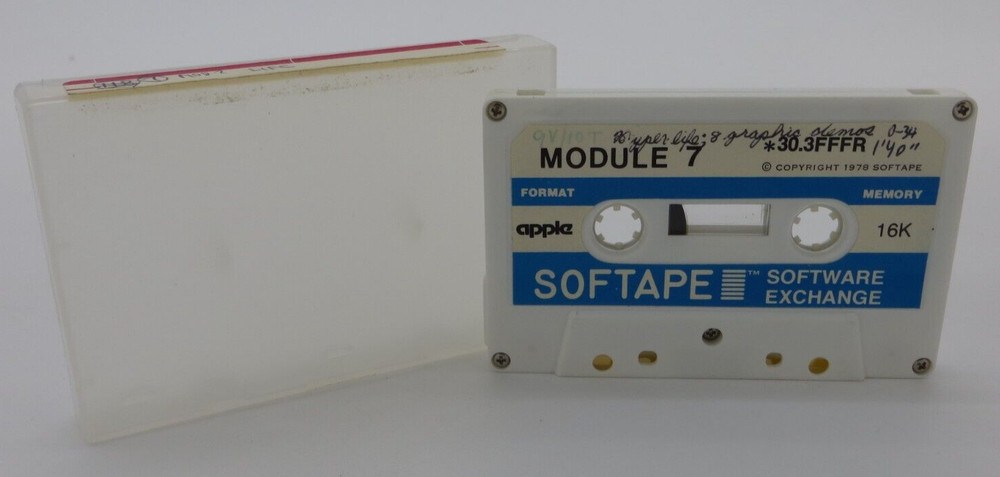 Hyper-life; 8 graphic demos 0-34
MODULE 7 *30.3FFFR 1'40"
© COPYRIGHT 1978 SOFTAPE
FORMAT MEMORY
apple 16K
SOFTAPE ™ SOFTWARE
EXCHANGE